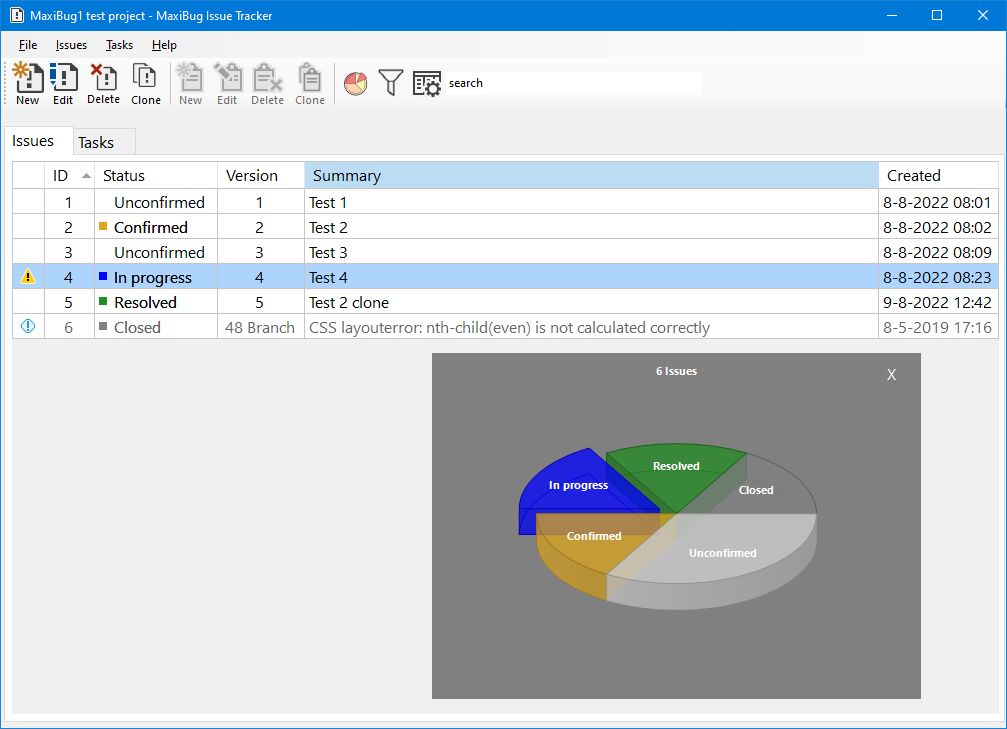 MaxiBug1 test project - MaxiBug Issue Tracker
File Issues Tasks Help
New Edit Delete Clone New Edit Delete Clone search
Issues Tasks
ID Status Version Summary Created
1 Unconfirmed 1 Test 1 8-8-2022 08:01
2 Confirmed 2 Test 2 8-8-2022 08:02
3 Unconfirmed 3 Test 3 8-8-2022 08:09
4 In progress 4 Test 4 8-8-2022 08:23
5 Resolved 5 Test 2 clone 9-8-2022 12:42
6 Closed 48 Branch CSS layouterror: nth-child(even) is not calculated correctly 8-5-2019 17:16
6 Issues X
Resolved
In progress
Closed
Confirmed
Unconfirmed